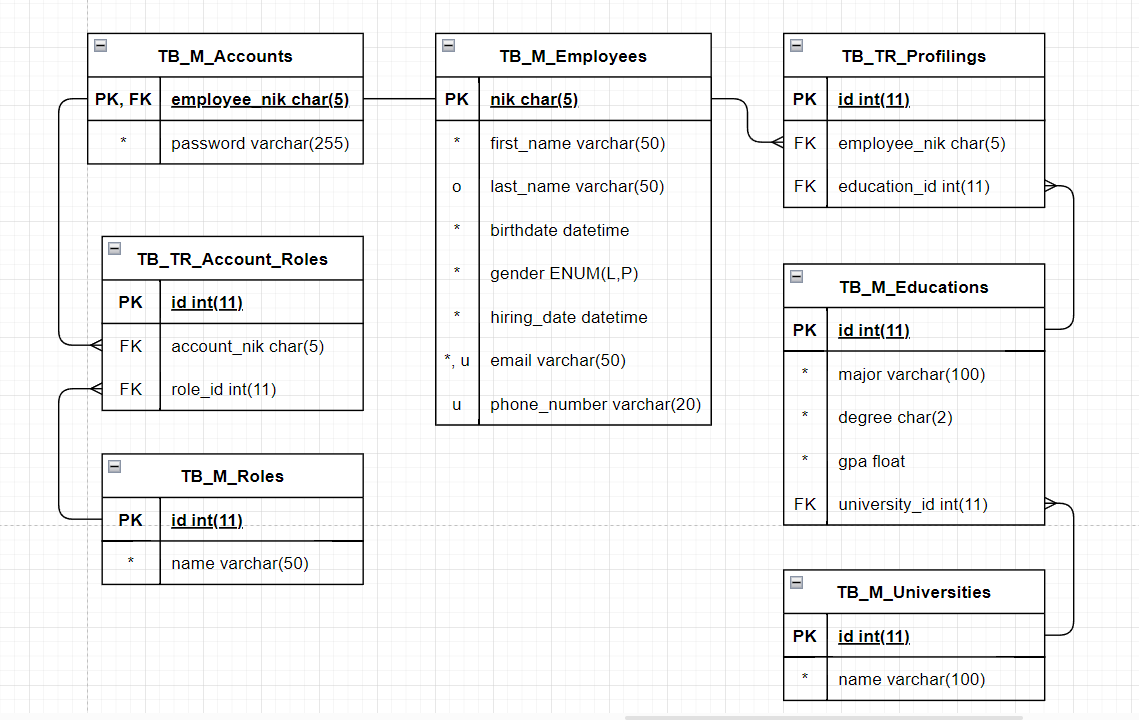 TB_M_Accounts
PK, FK employee_nik char(5)
* password varchar(255)
TB_TR_Account_Roles
PK id int(11)
FK account_nik char(5)
FK role_id int(11)
TB_M_Roles
PK id int(11)
* name varchar(50)
TB_M_Employees
PK nik char(5)
* first_name varchar(50)
o last_name varchar(50)
* birthdate datetime
* gender ENUM(L,P)
* hiring_date datetime
*, u email varchar(50)
u phone_number varchar(20)
TB_TR_Profilings
PK id int(11)
FK employee_nik char(5)
FK education_id int(11)
TB_M_Educations
PK id int(11)
* major varchar(100)
* degree char(2)
* gpa float
FK university_id int(11)
TB_M_Universities
PK id int(11)
* name varchar(100)